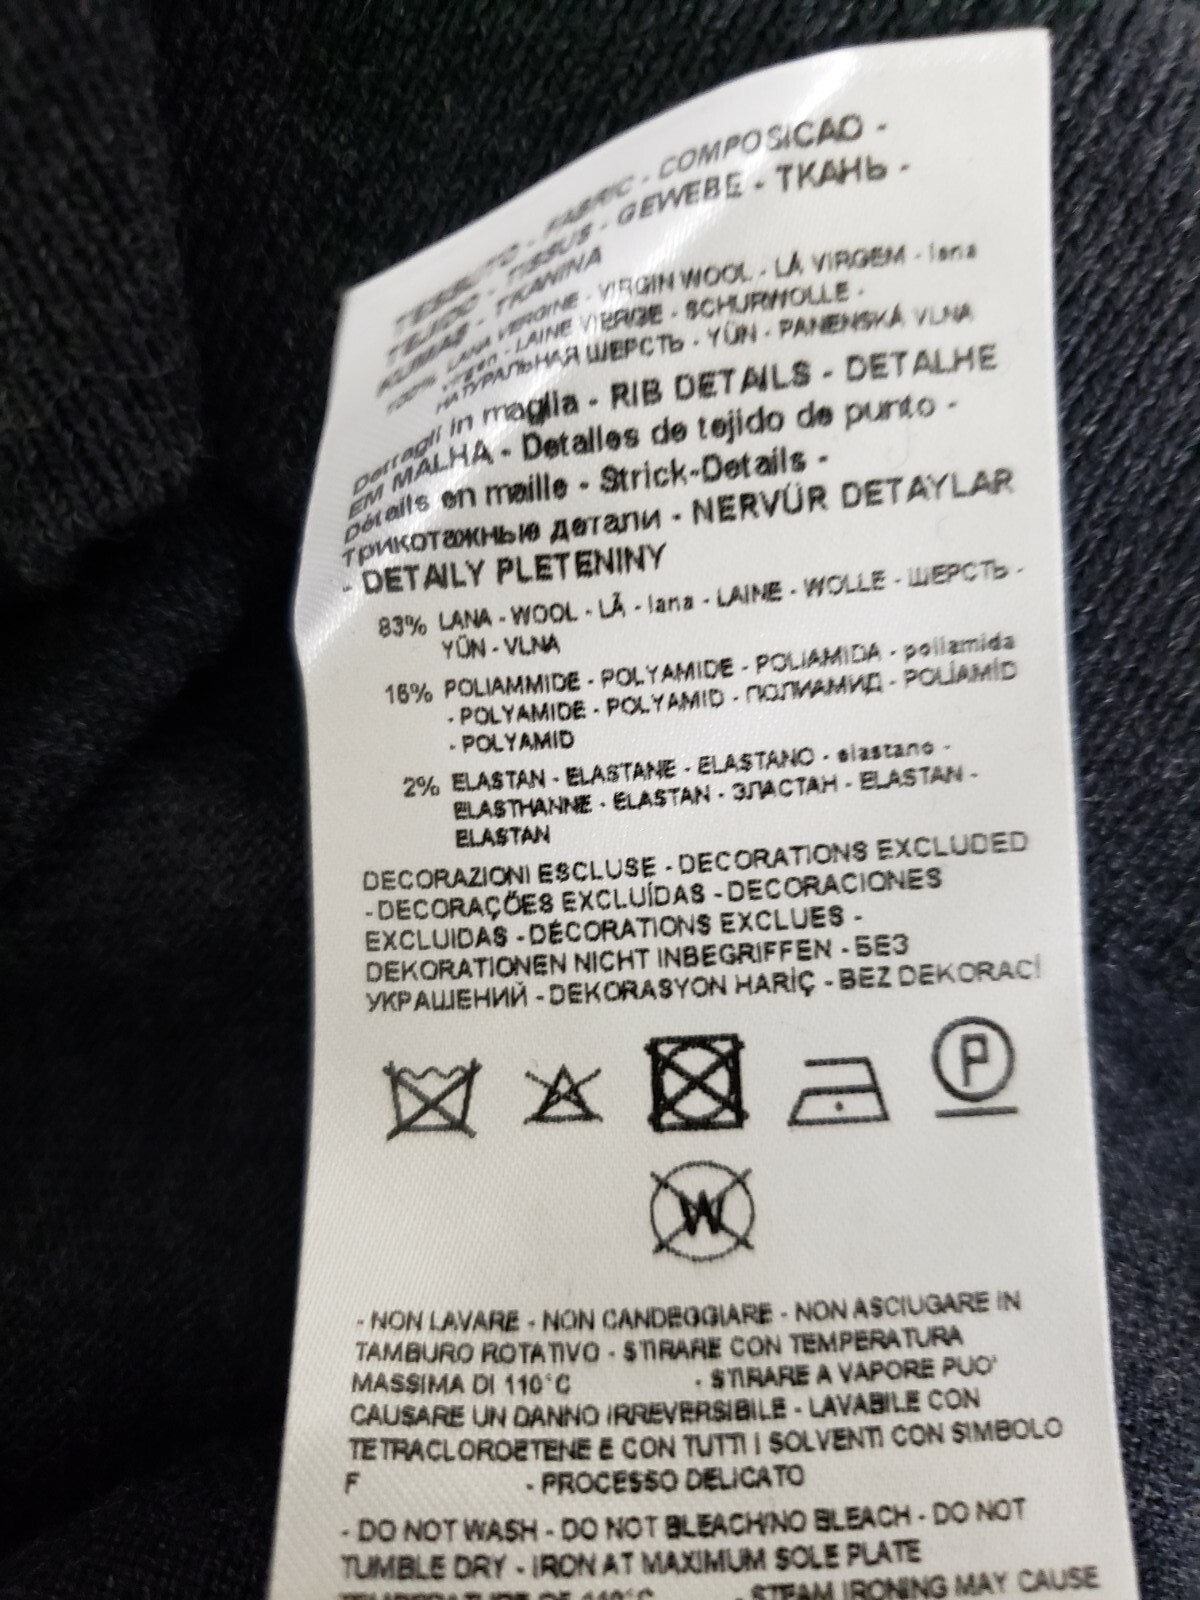 TESSUTO - FABRIC - COMPOSICAO -
TEJIDO - TISSUS - GEWEBE - ТКАНЬ -
KUMAS - TKANINA
100% LANA VERGINE - VIRGIN WOOL - LÃ VIRGEM - lana
virgen - LAINE VIERGE - SCHURWOLLE -
НАТУРАЛЬНАЯ ШЕРСТЬ - YÜN - PANENSKÁ VLNA
Dettagli in maglia - RIB DETAILS - DETALHE
EM MALHA - Detalles de tejido de punto -
Détails en maille - Strick-Details -
трикотажные детали - NERVÜR DETAYLAR
- DETAILY PLETENINY
83% LANA - WOOL - LÃ - lana - LAINE - WOLLE - ШЕРСТЬ -
YÜN - VLNA
16% POLIAMMIDE - POLYAMIDE - POLIAMIDA - poliamida
- POLYAMIDE - POLYAMID - ПОЛИАМИД - POLİAMİD
- POLYAMID
2% ELASTAN - ELASTANE - ELASTANO - elastano -
ELASTHANNE - ELASTAN - ЭЛАСТАН - ELASTAN -
ELASTAN
DECORAZIONI ESCLUSE - DECORATIONS EXCLUDED
- DECORAÇÕES EXCLUÍDAS - DECORACIONES
EXCLUIDAS - DÉCORATIONS EXCLUES -
DEKORATIONEN NICHT INBEGRIFFEN - БЕЗ
УКРАШЕНИЙ - DEKORASYON HARİÇ - BEZ DEKORACÍ
P
W
- NON LAVARE - NON CANDEGGIARE - NON ASCIUGARE IN
TAMBURO ROTATIVO - STIRARE CON TEMPERATURA
MASSIMA DI 110°C - STIRARE A VAPORE PUO'
CAUSARE UN DANNO IRREVERSIBILE - LAVABILE CON
TETRACLOROETENE E CON TUTTI I SOLVENTI CON SIMBOLO
F - PROCESSO DELICATO
- DO NOT WASH - DO NOT BLEACH/NO BLEACH - DO NOT
TUMBLE DRY - IRON AT MAXIMUM SOLE PLATE
TEMPERATURE OF 110°C - STEAM IRONING MAY CAUSE